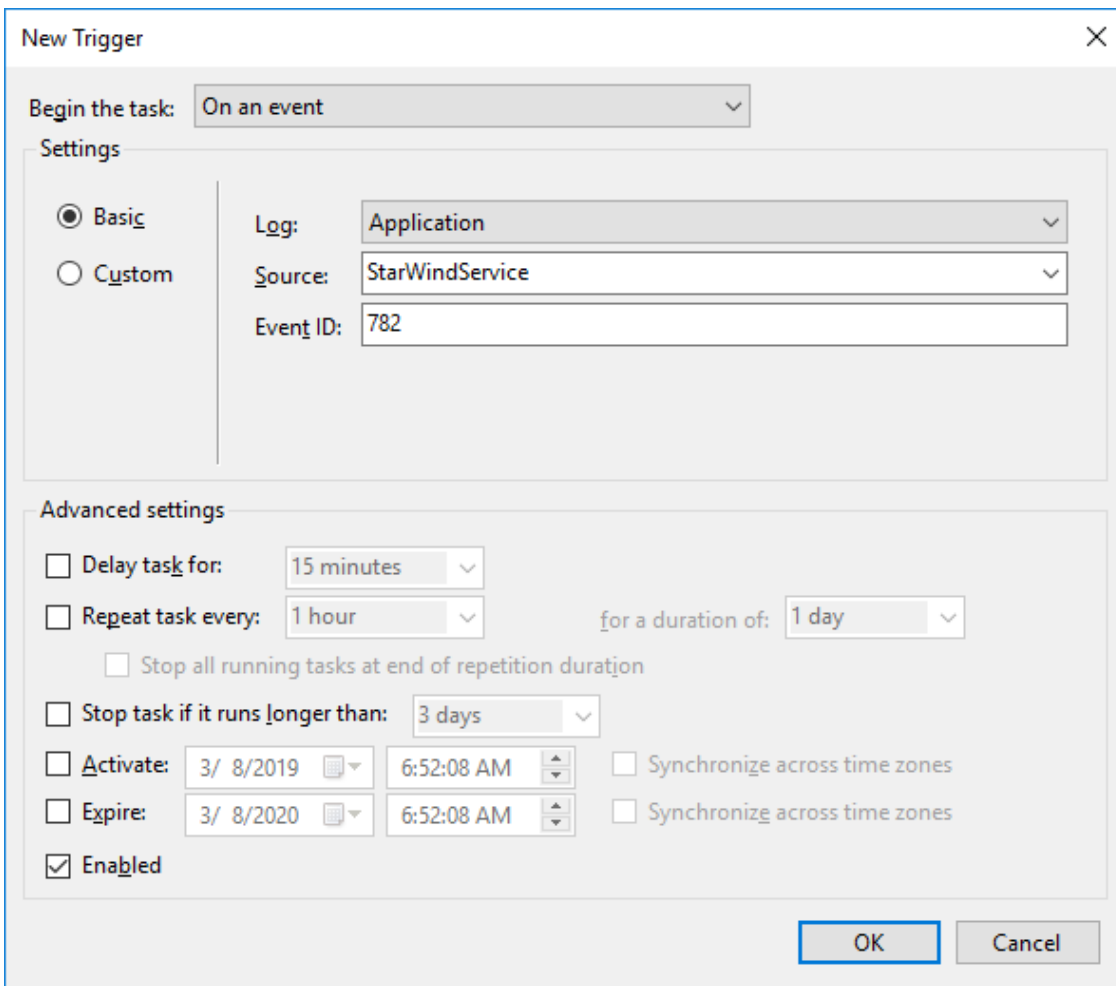 New Trigger
Begin the task: On an event
Settings
Basic
Custom
Log: Application
Source: StarWindService
Event ID: 782
Advanced settings
Delay task for: 15 minutes
Repeat task every: 1 hour for a duration of: 1 day
Stop all running tasks at end of repetition duration
Stop task if it runs longer than: 3 days
Activate: 3/ 8/2019 6:52:08 AM Synchronize across time zones
Expire: 3/ 8/2020 6:52:08 AM Synchronize across time zones
Enabled
OK Cancel